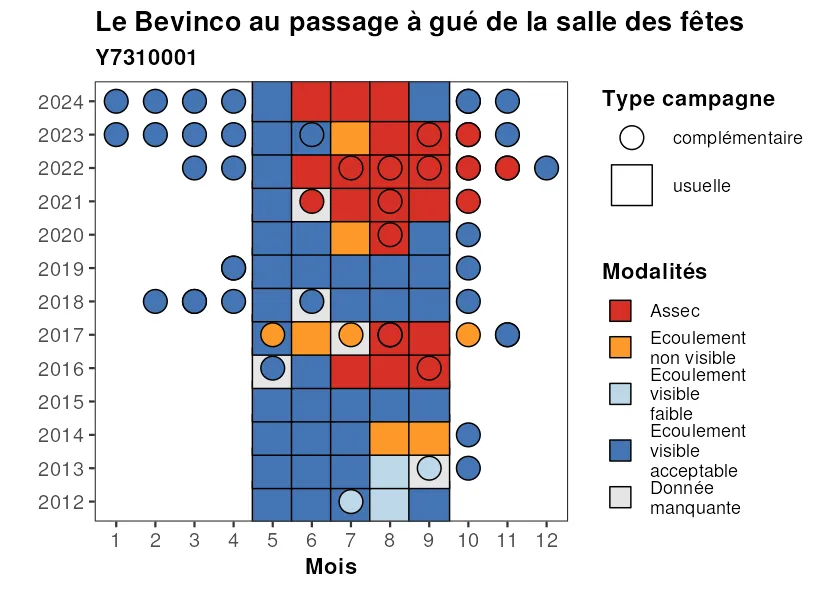 Le Bevinco au passage à gué de la salle des fêtes
Y7310001
2024
2023
2022
2021
2020
2019
2018
2017
2016
2015
2014
2013
2012
1 2 3 4 5 6 7 8 9 10 11 12
Mois
Type campagne
complémentaire
usuelle
Modalités
Assec
Ecoulement
non visible
Ecoulement
visible
faible
Ecoulement
visible
acceptable
Donnée
manquante